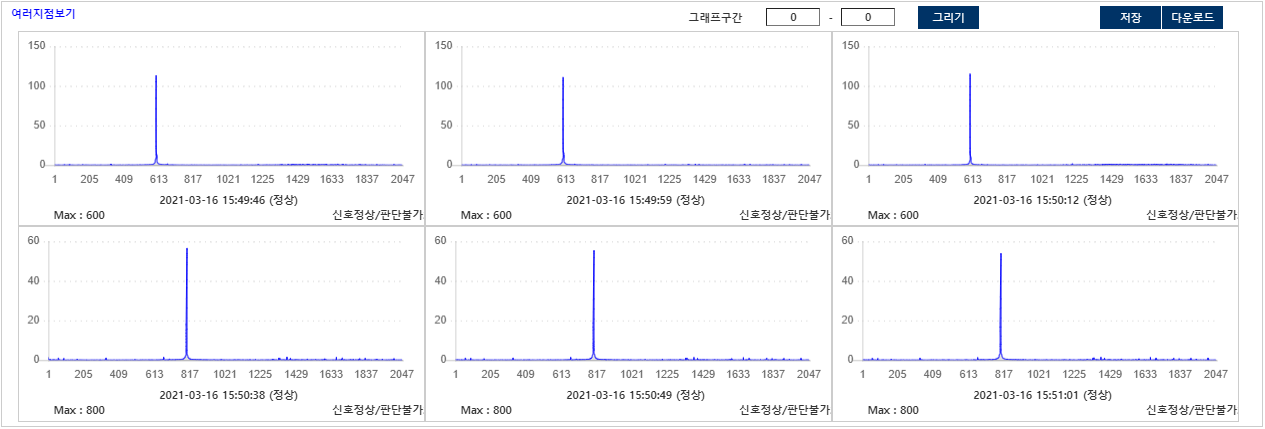 여러지점보기
그래프구간 0 - 0 그리기 저장 다운로드
150 150 150
100 100 100
50 50 50
0 0 0
1 205 409 613 817 1021 1225 1429 1633 1837 2047 1 205 409 613 817 1021 1225 1429 1633 1837 2047 1 205 409 613 817 1021 1225 1429 1633 1837 2047
2021-03-16 15:49:46 (정상) 2021-03-16 15:49:59 (정상) 2021-03-16 15:50:12 (정상)
Max : 600 신호정상/판단불가 Max : 600 신호정상/판단불가 Max : 600 신호정상/판단불가
60 60 60
40 40 40
20 20 20
0 0 0
1 205 409 613 817 1021 1225 1429 1633 1837 2047 1 205 409 613 817 1021 1225 1429 1633 1837 2047 1 205 409 613 817 1021 1225 1429 1633 1837 2047
2021-03-16 15:50:38 (정상) 2021-03-16 15:50:49 (정상) 2021-03-16 15:51:01 (정상)
Max : 800 신호정상/판단불가 Max : 800 신호정상/판단불가 Max : 800 신호정상/판단불가